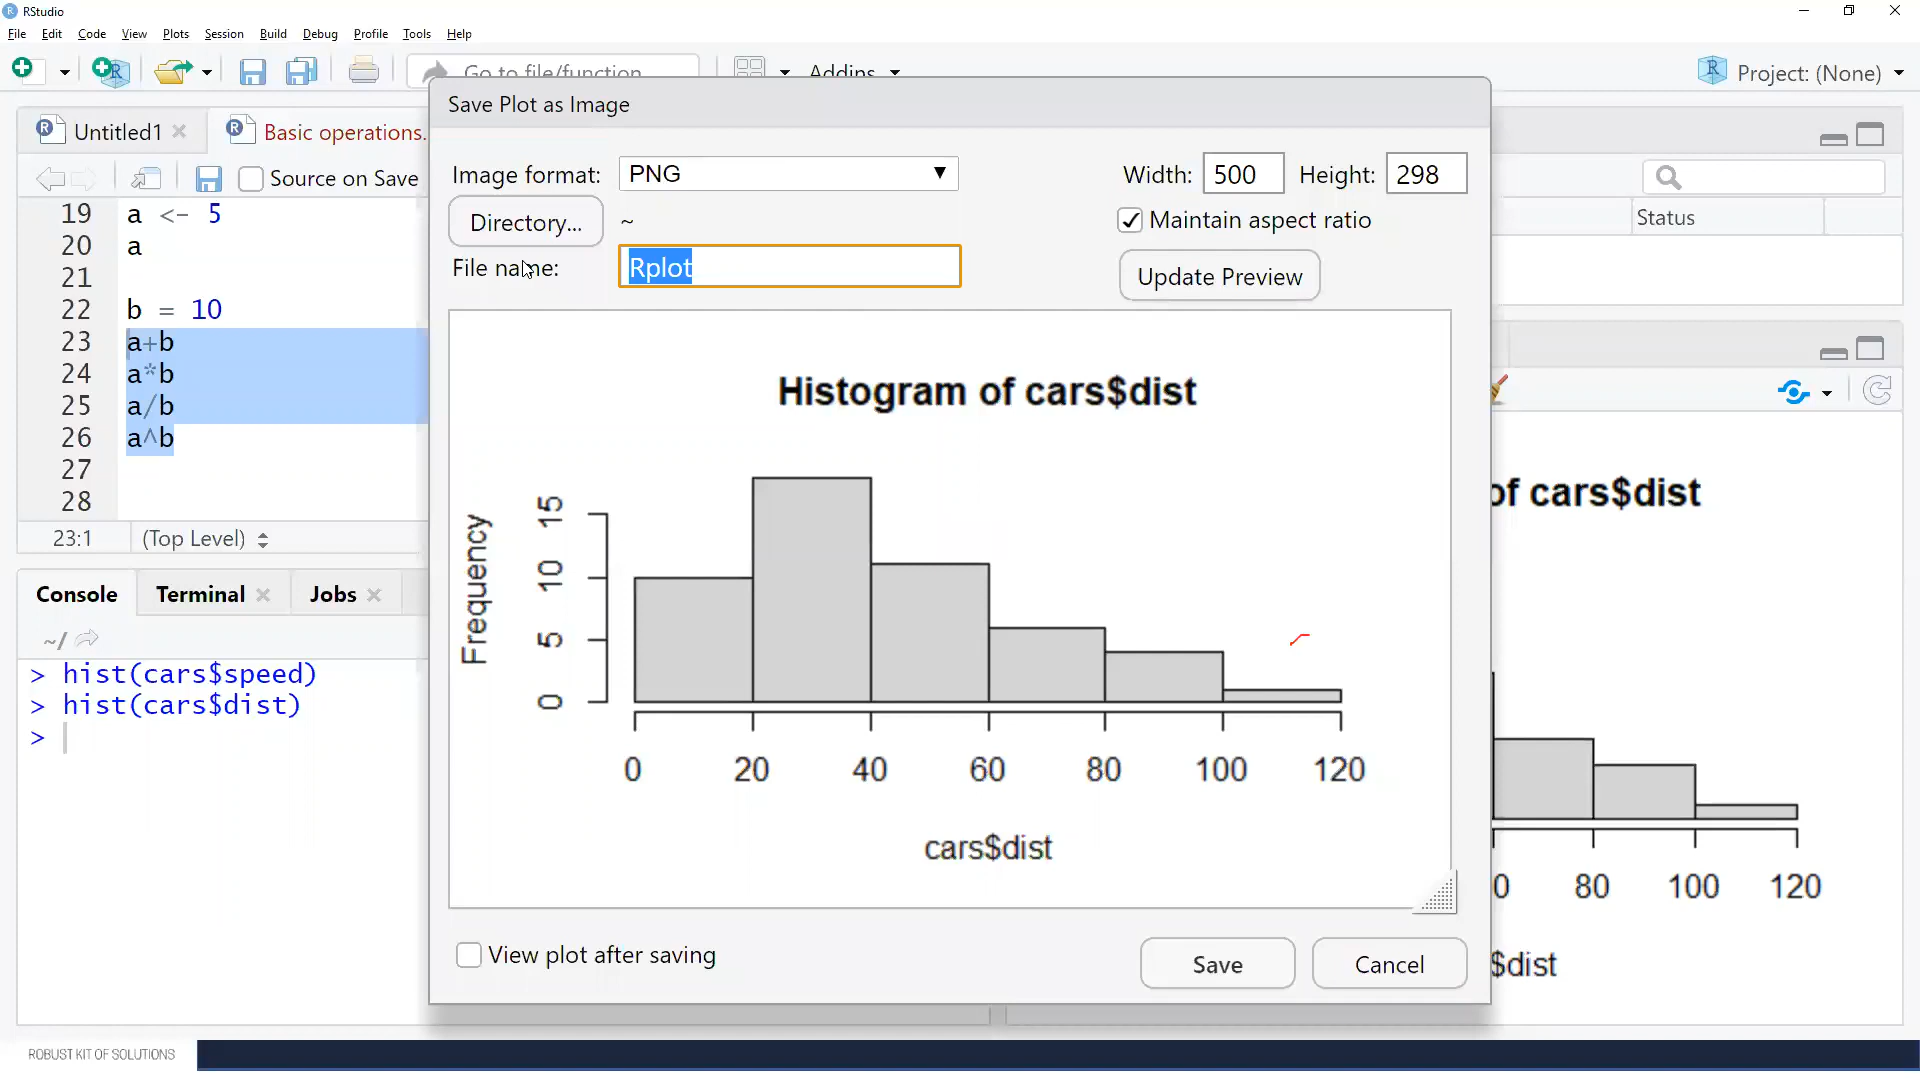 RStudio
File Edit Code View Plots Session Build Debug Profile Tools Help
Go to file/function Addins Project: (None)
Untitled1 Basic operations.
Source on Save
19 a <- 5
20 a
21
22 b = 10
23 a+b
24 a*b
25 a/b
26 a^b
27
28
23:1 (Top Level)
Console Terminal Jobs
~/
> hist(cars$speed)
> hist(cars$dist)
>
Save Plot as Image
Image format: PNG Width: 500 Height: 298
Directory... ~ Maintain aspect ratio
File name: Rplot Update Preview
Histogram of cars$dist
Frequency
15
10
5
0
0 20 40 60 80 100 120
cars$dist
View plot after saving Save Cancel
Status
of cars$dist
0 80 100 120
$dist
ROBUST KIT OF SOLUTIONS